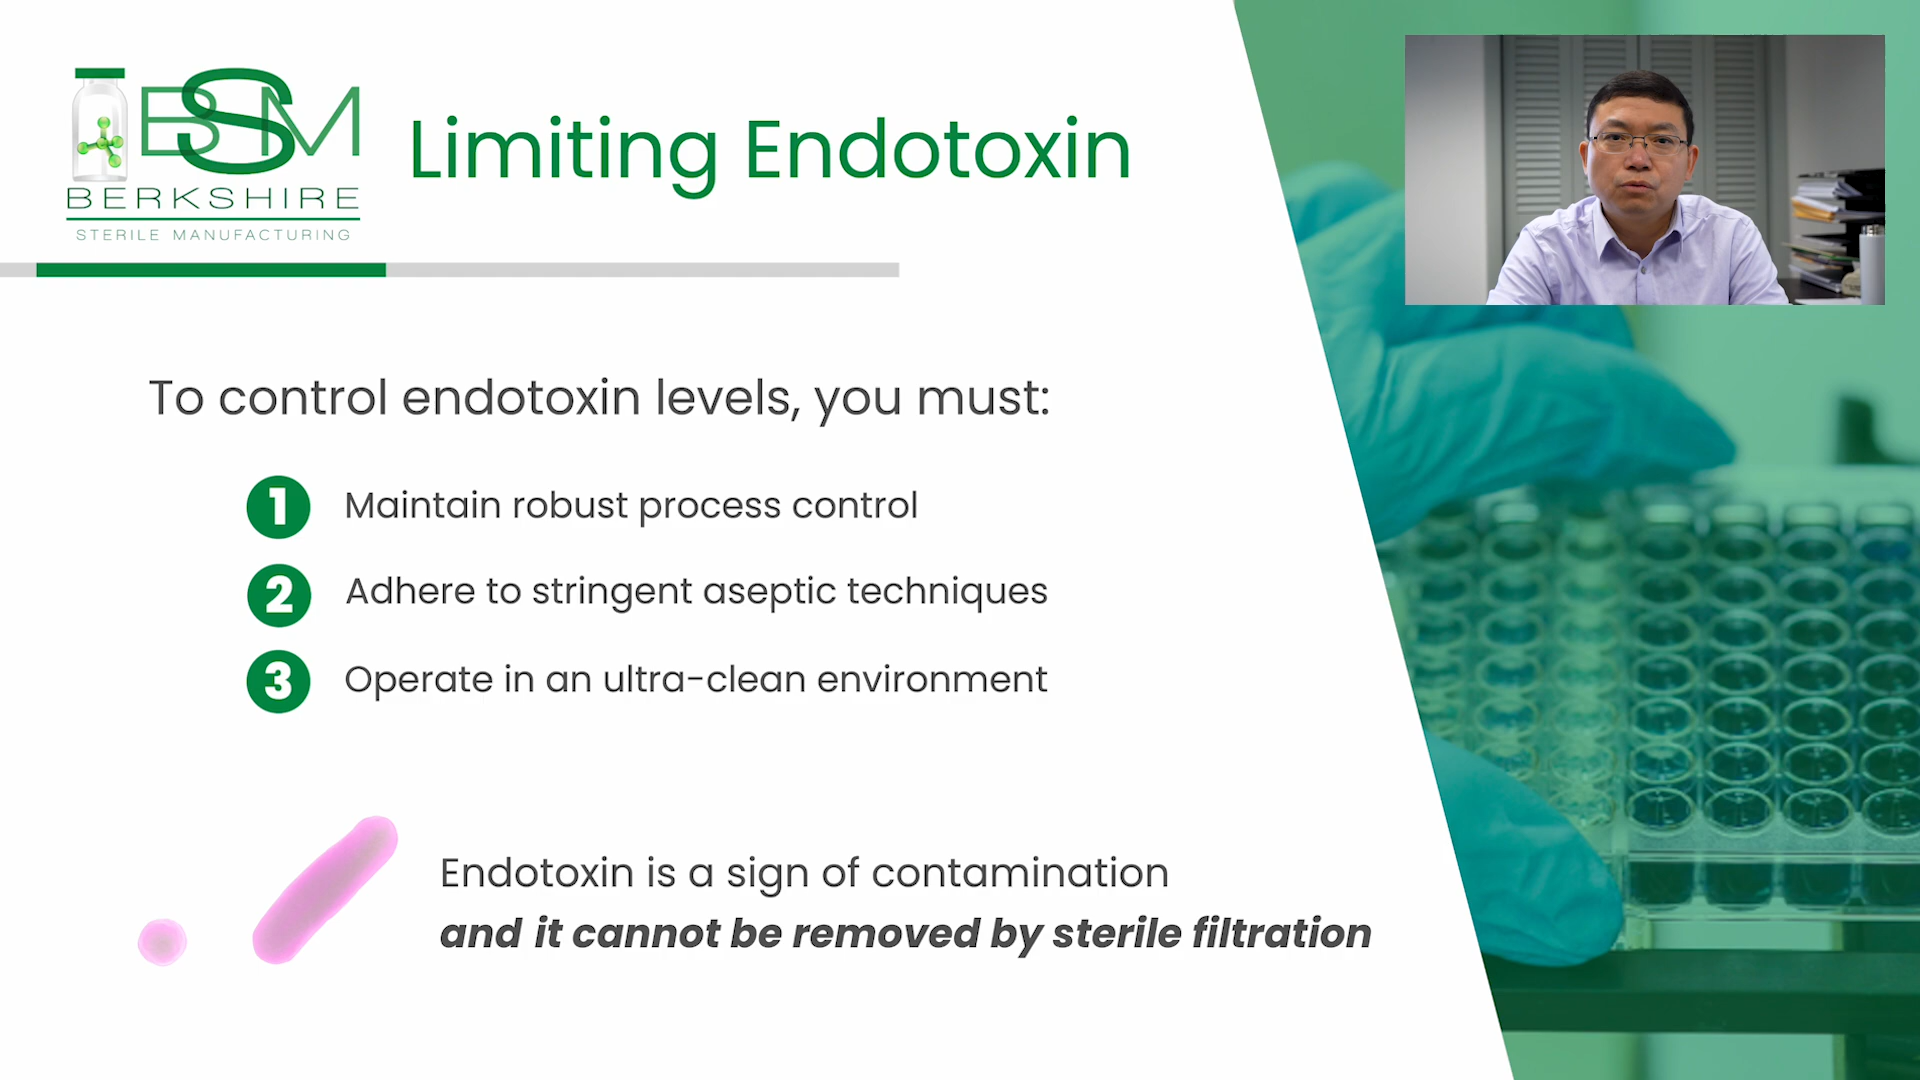 BSM
BERKSHIRE
STERILE MANUFACTURING
Limiting Endotoxin
To control endotoxin levels, you must:
1 Maintain robust process control
2 Adhere to stringent aseptic techniques
3 Operate in an ultra-clean environment
Endotoxin is a sign of contamination
and it cannot be removed by sterile filtration